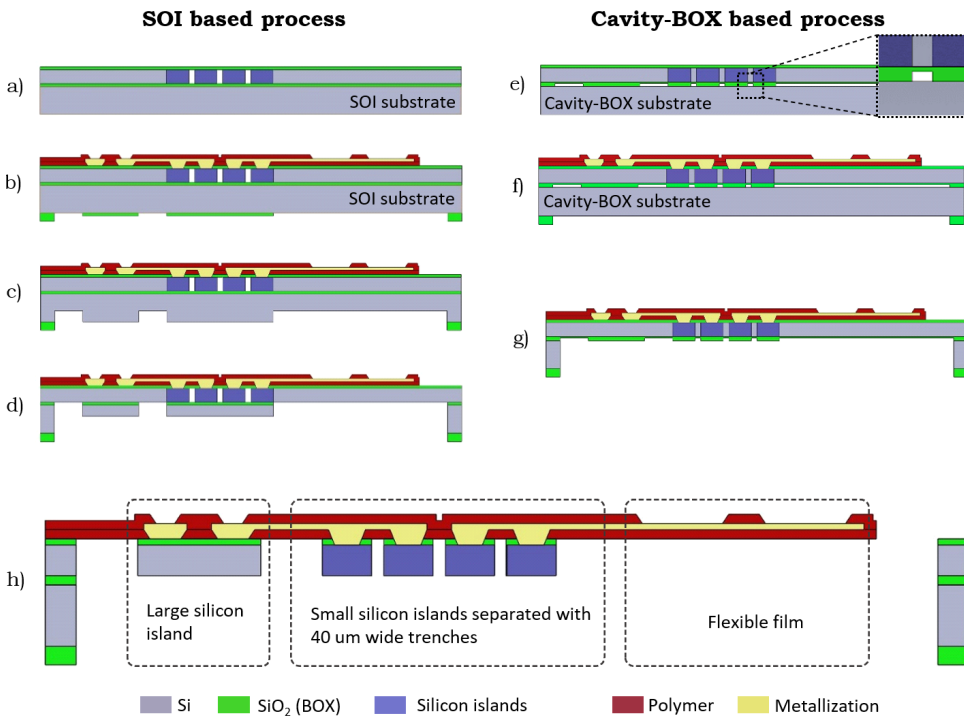 SOI based process
Cavity-BOX based process
a)
SOI substrate
e)
Cavity-BOX substrate
b)
SOI substrate
f)
Cavity-BOX substrate
c)
g)
d)
h)
Large silicon
island
Small silicon islands separated with
40 um wide trenches
Flexible film
Si
SiO₂ (BOX)
Silicon islands
Polymer
Metallization